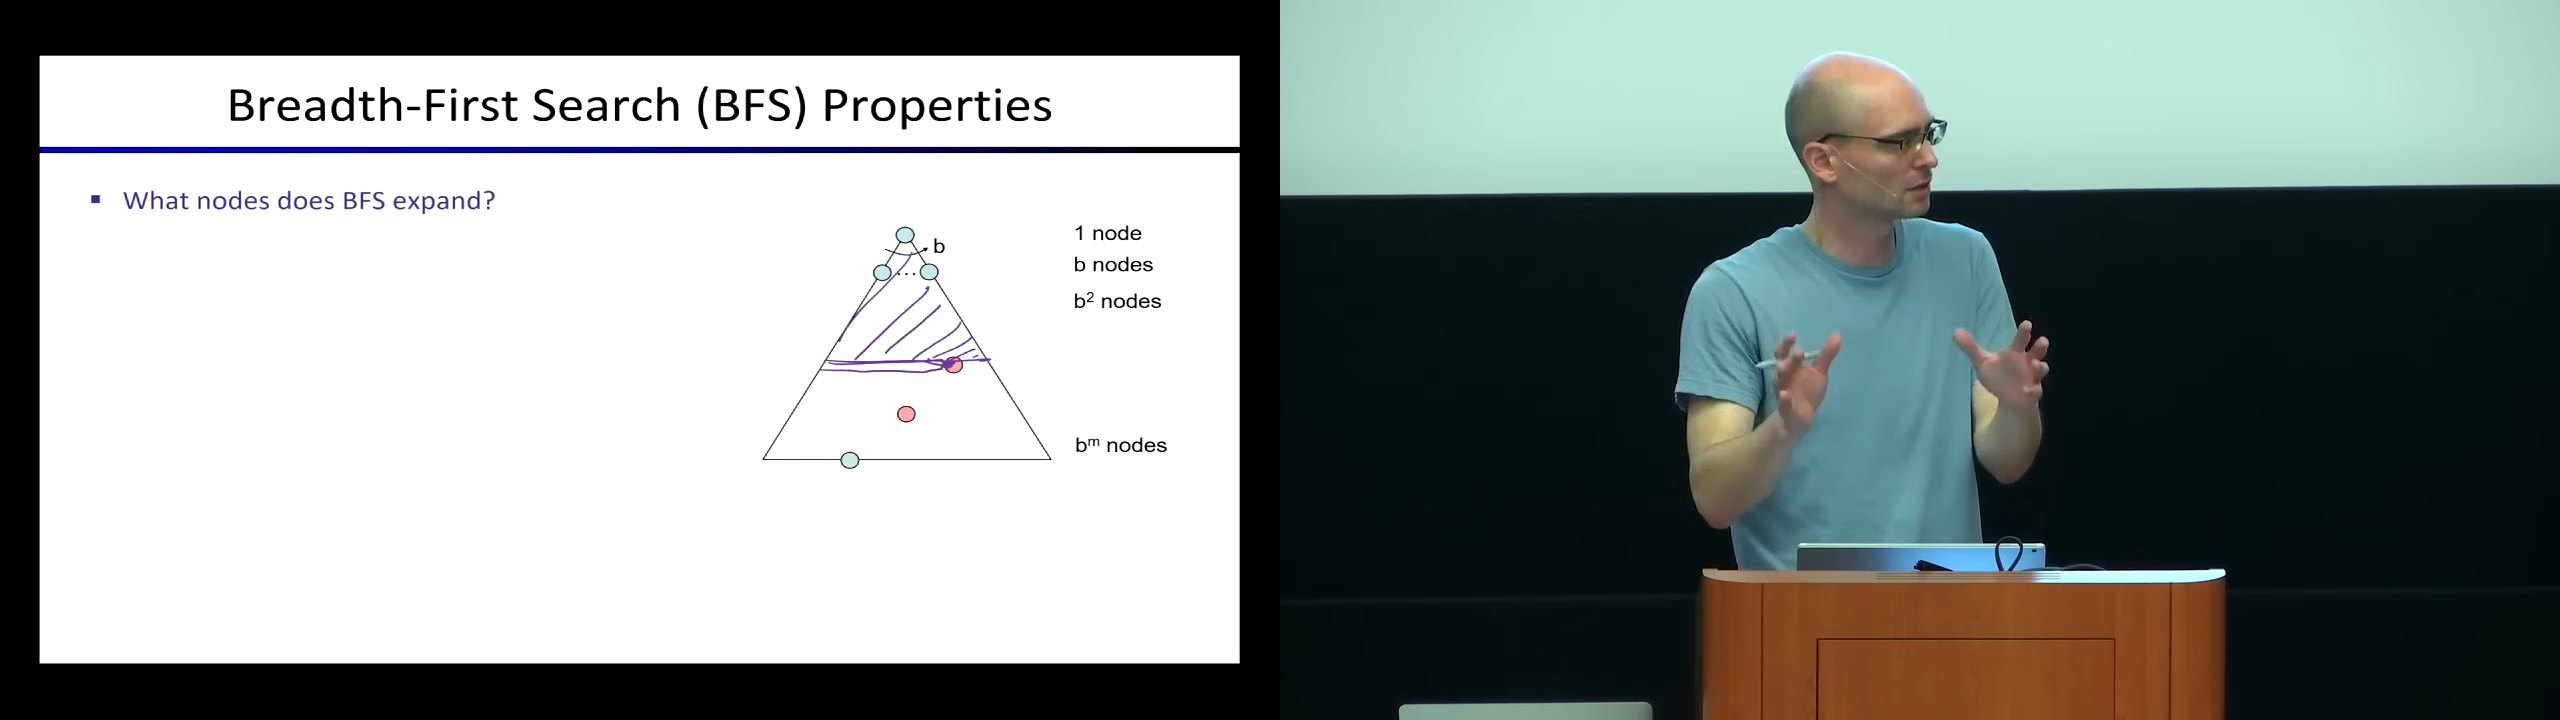 Breadth-First Search (BFS) Properties
▪ What nodes does BFS expand?
b
…
1 node
b nodes
b² nodes
bᵐ nodes